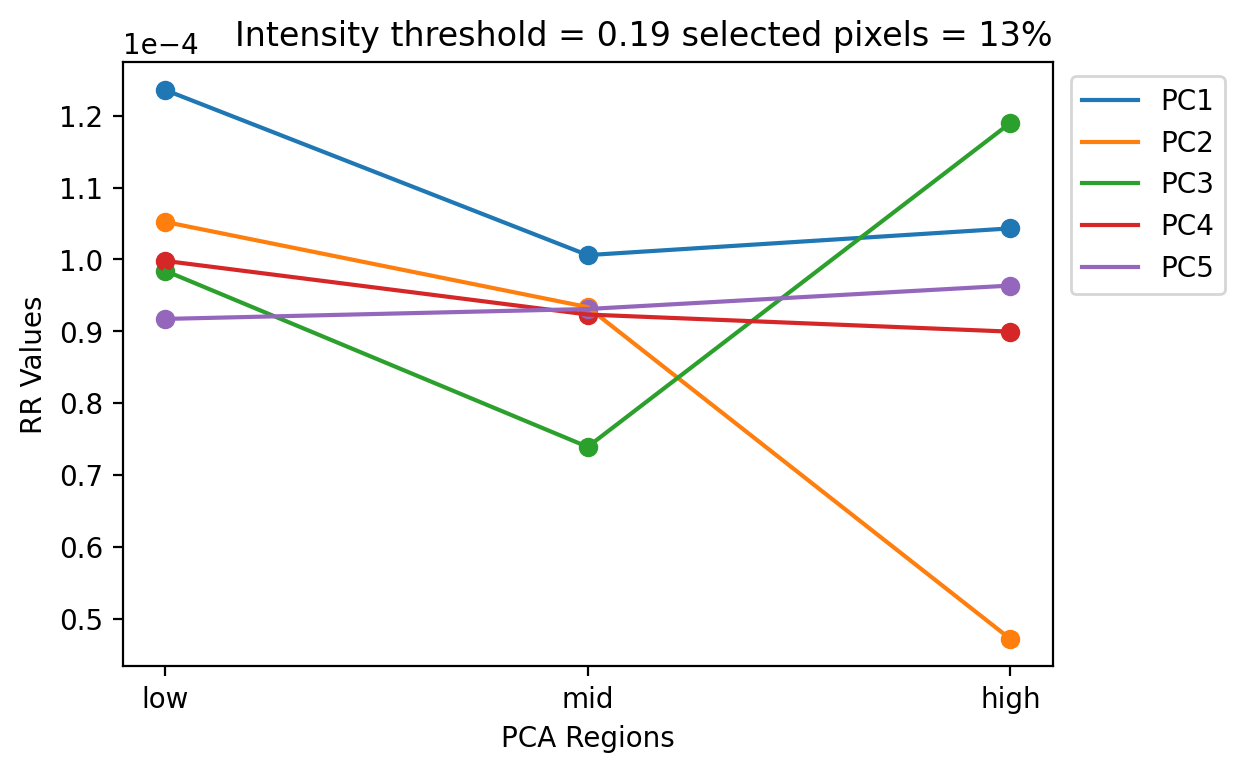 1e−4
Intensity threshold = 0.19 selected pixels = 13%
1.2
1.1
1.0
0.9
0.8
0.7
0.6
0.5
RR Values
low
mid
high
PCA Regions
PC1
PC2
PC3
PC4
PC5